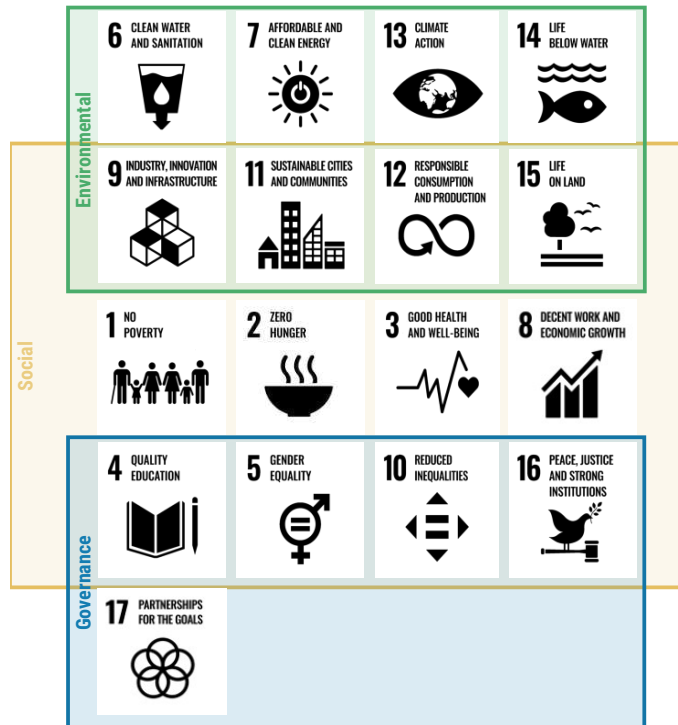 Environmental
6 CLEAN WATER
AND SANITATION
7 AFFORDABLE AND
CLEAN ENERGY
13 CLIMATE
ACTION
14 LIFE
BELOW WATER
Social
9 INDUSTRY, INNOVATION
AND INFRASTRUCTURE
11 SUSTAINABLE CITIES
AND COMMUNITIES
12 RESPONSIBLE
CONSUMPTION
AND PRODUCTION
15 LIFE
ON LAND
1 NO
POVERTY
2 ZERO
HUNGER
3 GOOD HEALTH
AND WELL-BEING
8 DECENT WORK AND
ECONOMIC GROWTH
Governance
4 QUALITY
EDUCATION
5 GENDER
EQUALITY
10 REDUCED
INEQUALITIES
16 PEACE, JUSTICE
AND STRONG
INSTITUTIONS
17 PARTNERSHIPS
FOR THE GOALS